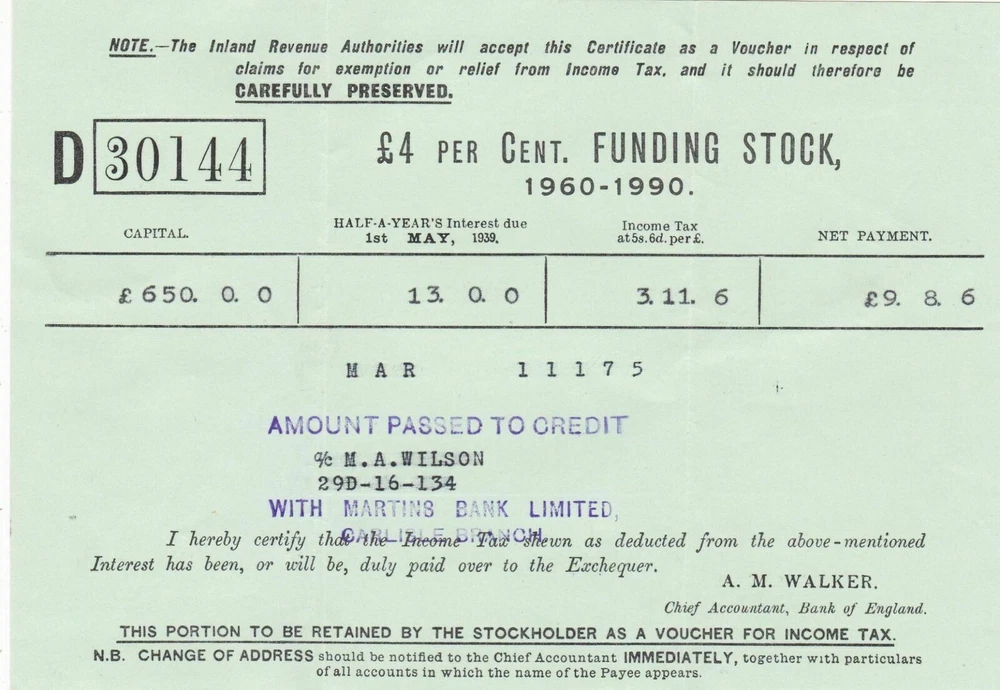 NOTE.—The Inland Revenue Authorities will accept this Certificate as a Voucher in respect of
claims for exemption or relief from Income Tax, and it should therefore be
CAREFULLY PRESERVED.
D 30144
£4 PER CENT. FUNDING STOCK,
1960-1990.
CAPITAL. HALF-A-YEAR'S Interest due Income Tax NET PAYMENT.
1st MAY, 1939. at 5s. 6d. per £.
£650. 0. 0 13. 0. 0 3.11. 6 £9. 8. 6
MAR 11175
AMOUNT PASSED TO CREDIT
a/c M.A.WILSON
29D-16-134
WITH MARTINS BANK LIMITED,
CARLISLE BRANCH
I hereby certify that the Income Tax shewn as deducted from the above-mentioned
Interest has been, or will be, duly paid over to the Exchequer.
A. M. WALKER.
Chief Accountant, Bank of England.
THIS PORTION TO BE RETAINED BY THE STOCKHOLDER AS A VOUCHER FOR INCOME TAX.
N.B. CHANGE OF ADDRESS should be notified to the Chief Accountant IMMEDIATELY, together with particulars
of all accounts in which the name of the Payee appears.